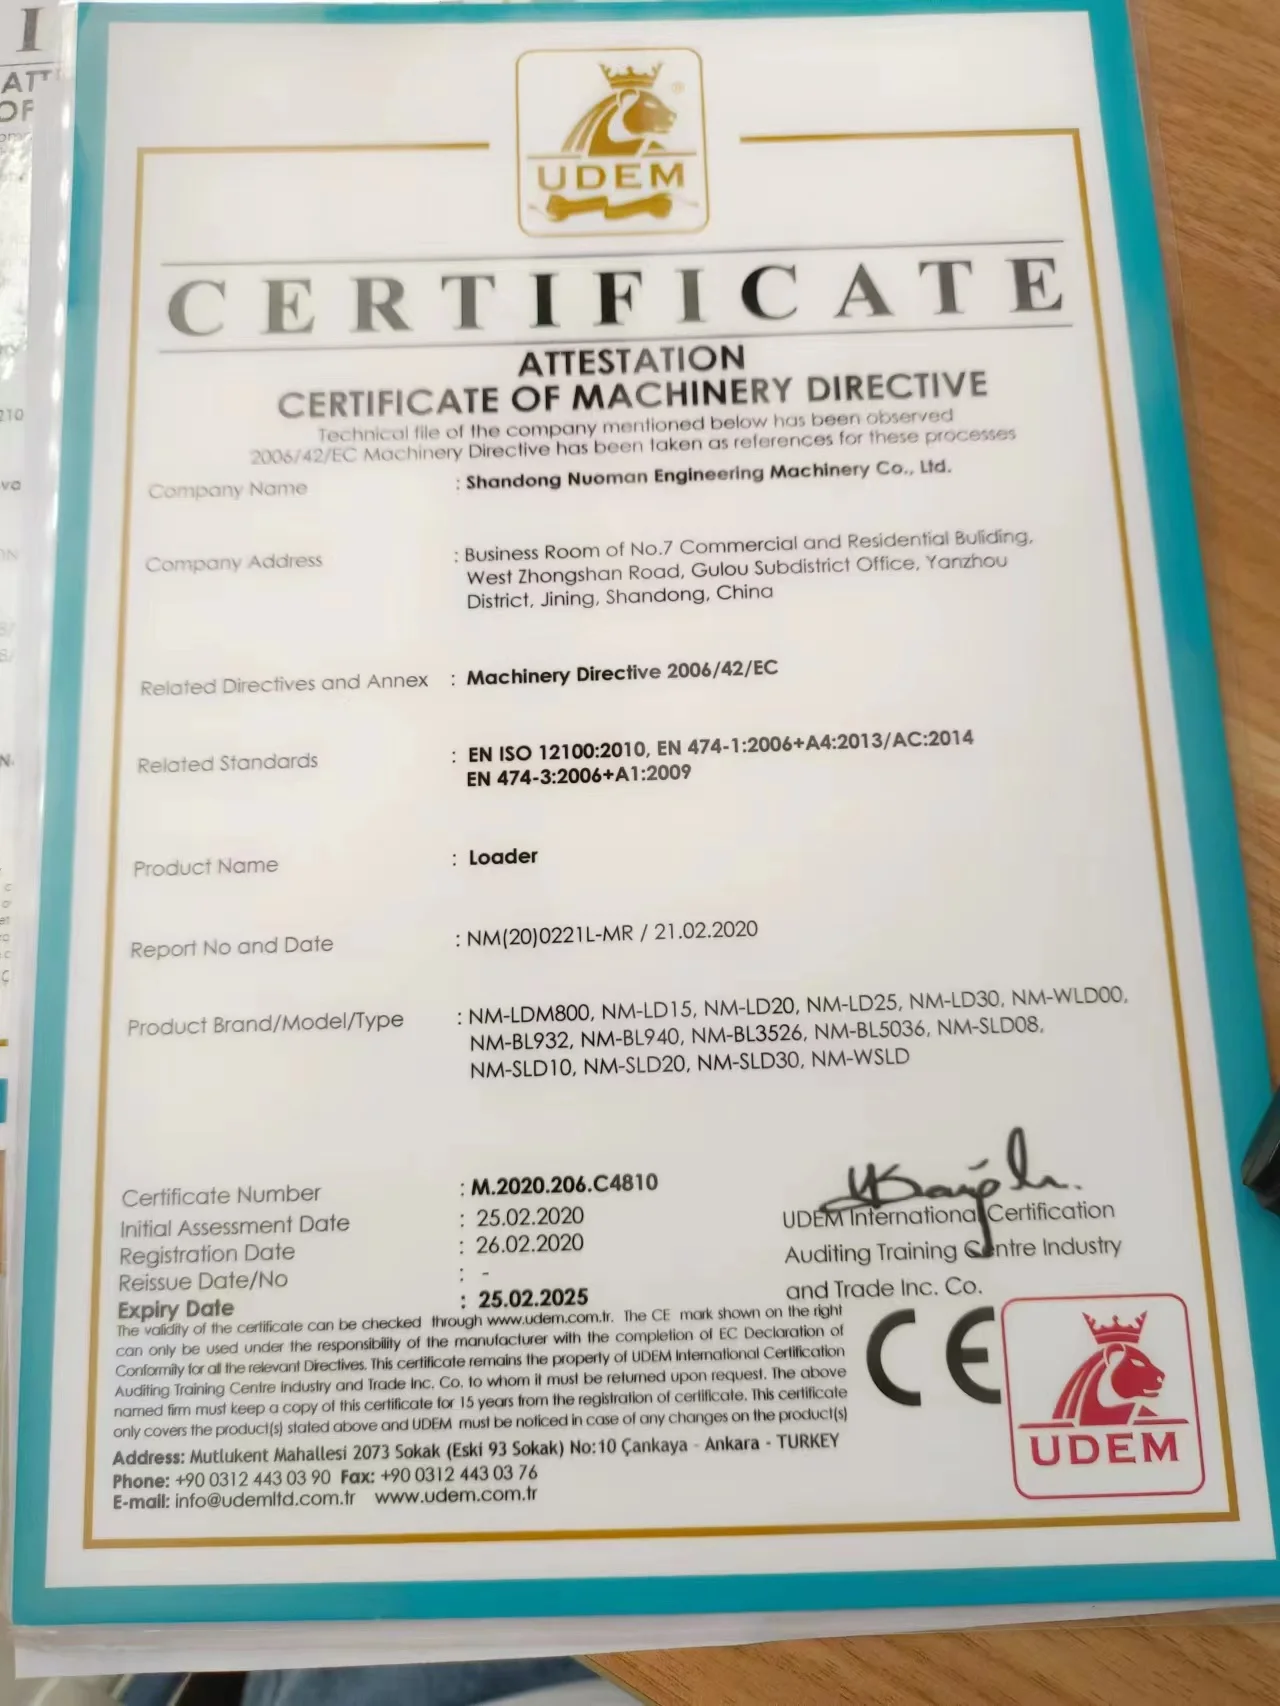 UDEM
CERTIFICATE
ATTESTATION
CERTIFICATE OF MACHINERY DIRECTIVE
Technical file of the company mentioned below has been observed
2006/42/EC Machinery Directive has been taken as references for these processes
Company Name : Shandong Nuoman Engineering Machinery Co., Ltd.
Company Address : Business Room of No.7 Commercial and Residential Buliding,
West Zhongshan Road, Gulou Subdistrict Office, Yanzhou
District, Jining, Shandong, China
Related Directives and Annex : Machinery Directive 2006/42/EC
Related Standards : EN ISO 12100:2010, EN 474-1:2006+A4:2013/AC:2014
EN 474-3:2006+A1:2009
Product Name : Loader
Report No and Date : NM(20)0221L-MR / 21.02.2020
Product Brand/Model/Type : NM-LDM800, NM-LD15, NM-LD20, NM-LD25, NM-LD30, NM-WLD00,
NM-BL932, NM-BL940, NM-BL3526, NM-BL5036, NM-SLD08,
NM-SLD10, NM-SLD20, NM-SLD30, NM-WSLD
Certificate Number : M.2020.206.C4810
Initial Assessment Date : 25.02.2020
Registration Date : 26.02.2020
Reissue Date/No : -
Expiry Date : 25.02.2025
UDEM International Certification
Auditing Training Centre Industry
and Trade Inc. Co.
The validity of the certificate can be checked through www.udem.com.tr. The CE mark shown on the right
can only be used under the responsibility of the manufacturer with the completion of EC Declaration of
Conformity for all the relevant Directives. This certificate remains the property of UDEM International Certification
Auditing Training Centre Industry and Trade Inc. Co. to whom it must be returned upon request. The above
named firm must keep a copy of this certificate for 15 years from the registration of certificate. This certificate
only covers the product(s) stated above and UDEM must be noticed in case of any changes on the product(s)
Address: Mutlukent Mahallesi 2073 Sokak (Eski 93 Sokak) No:10 Çankaya - Ankara - TURKEY
Phone: +90 0312 443 03 90 Fax: +90 0312 443 03 76
E-mail: info@udemltd.com.tr www.udem.com.tr
CE
UDEM